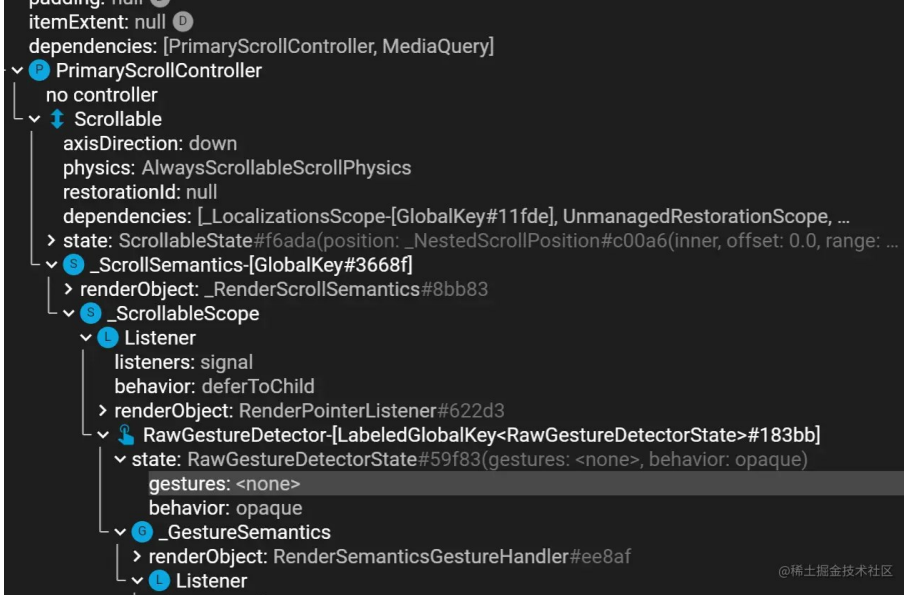 padding: null D
itemExtent: null D
dependencies: [PrimaryScrollController, MediaQuery]
P PrimaryScrollController
no controller
Scrollable
axisDirection: down
physics: AlwaysScrollableScrollPhysics
restorationId: null
dependencies: [_LocalizationsScope-[GlobalKey#11fde], UnmanagedRestorationScope, ...
state: ScrollableState#f6ada(position: _NestedScrollPosition#c00a6(inner, offset: 0.0, range: ...
S _ScrollSemantics-[GlobalKey#3668f]
renderObject: _RenderScrollSemantics#8bb83
S _ScrollableScope
L Listener
listeners: signal
behavior: deferToChild
renderObject: RenderPointerListener#622d3
RawGestureDetector-[LabeledGlobalKey<RawGestureDetectorState>#183bb]
state: RawGestureDetectorState#59f83(gestures: <none>, behavior: opaque)
gestures: <none>
behavior: opaque
G _GestureSemantics
renderObject: RenderSemanticsGestureHandler#ee8af
L Listener
@稀土掘金技术社区